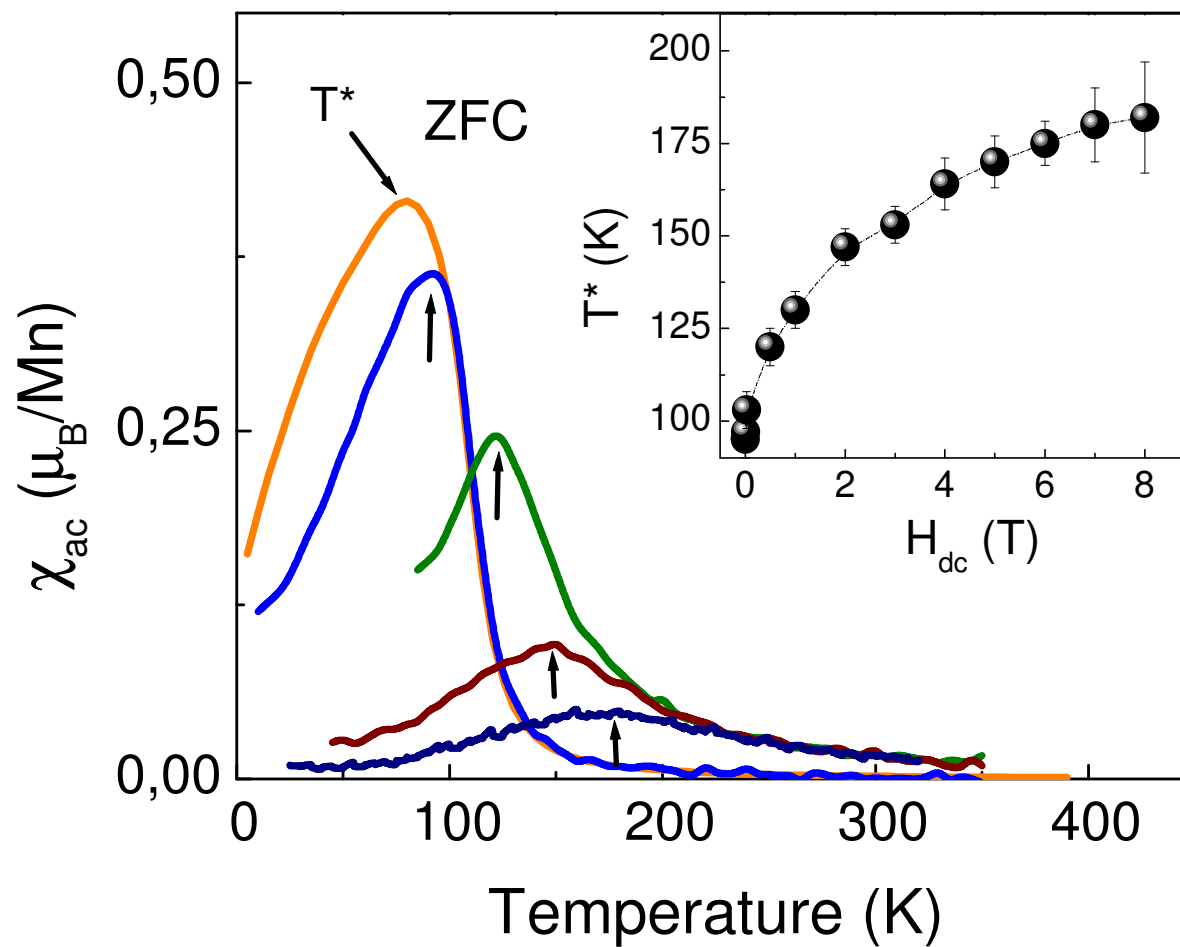 0,50
0,25
0,00
χac (μB/Mn)
T*
ZFC
0 100 200 300 400
Temperature (K)
200
175
150
125
100
T* (K)
0 2 4 6 8
Hdc (T)